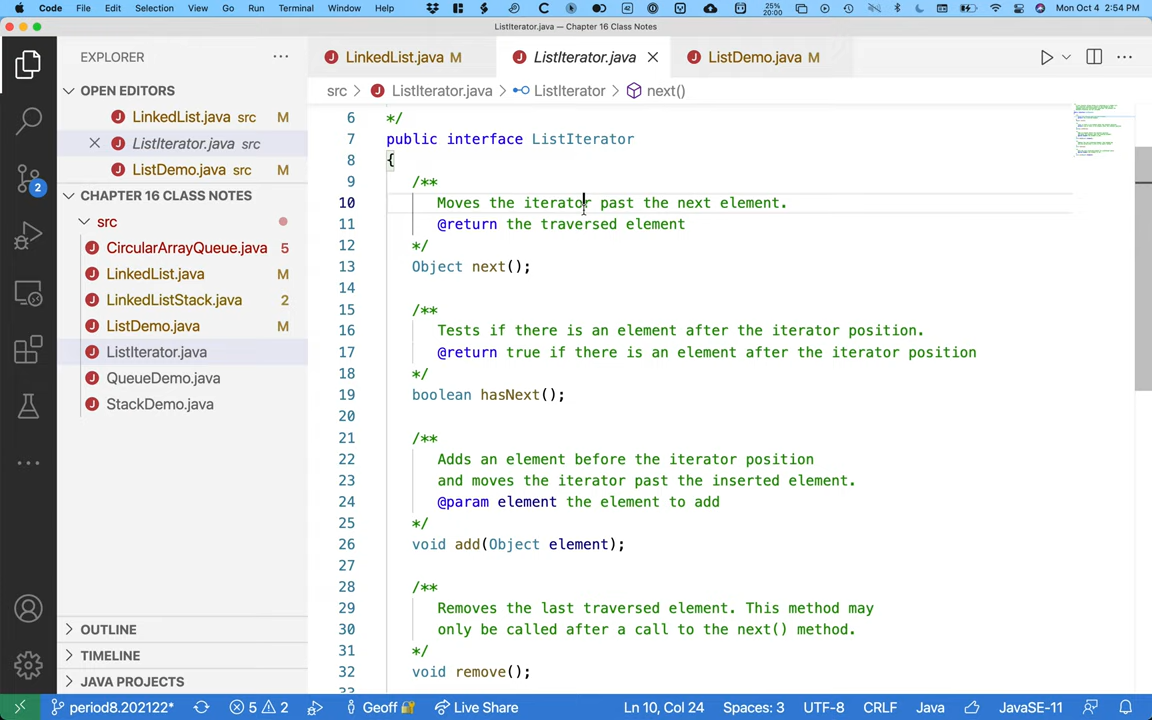 Code File Edit Selection View Go Run Terminal Window Help 25% 20:00 Mon Oct 4 2:54 PM
ListIterator.java — Chapter 16 Class Notes
EXPLORER
LinkedList.java M
ListIterator.java
ListDemo.java M
src > ListIterator.java > ListIterator > next()
OPEN EDITORS
LinkedList.java src M
ListIterator.java src
ListDemo.java src M
CHAPTER 16 CLASS NOTES
src
CircularArrayQueue.java 5
LinkedList.java M
LinkedListStack.java 2
ListDemo.java M
ListIterator.java
QueueDemo.java
StackDemo.java
OUTLINE
TIMELINE
JAVA PROJECTS
2
6 */
7 public interface ListIterator
8 {
9 /**
10 Moves the iterator past the next element.
11 @return the traversed element
12 */
13 Object next();
14
15 /**
16 Tests if there is an element after the iterator position.
17 @return true if there is an element after the iterator position
18 */
19 boolean hasNext();
20
21 /**
22 Adds an element before the iterator position
23 and moves the iterator past the inserted element.
24 @param element the element to add
25 */
26 void add(Object element);
27
28 /**
29 Removes the last traversed element. This method may
30 only be called after a call to the next() method.
31 */
32 void remove();
33
period8.202122* 5 2 Geoff Live Share Ln 10, Col 24 Spaces: 3 UTF-8 CRLF Java JavaSE-11